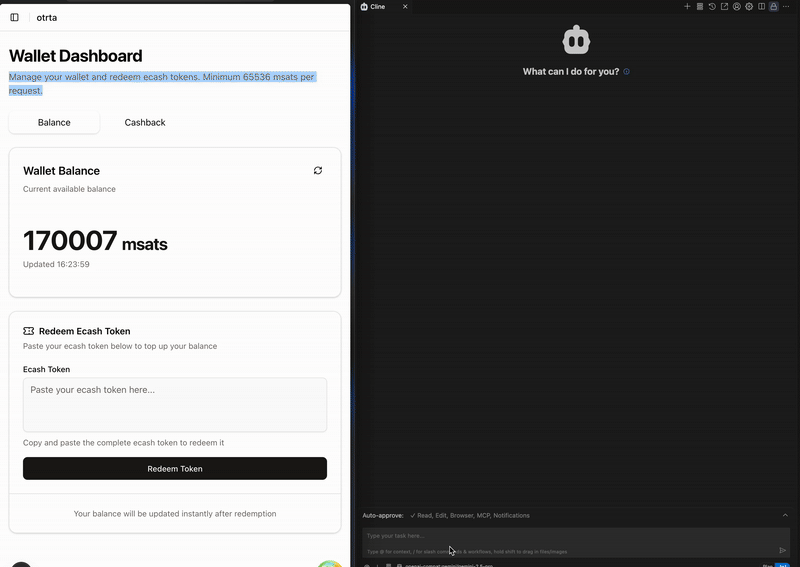 otrta
Wallet Dashboard
Manage your wallet and redeem ecash tokens. Minimum 65536 msats per
request.
Balance
Cashback
Wallet Balance
Current available balance
170007 msats
Updated 16:23:59
Redeem Ecash Token
Paste your ecash token below to top up your balance
Ecash Token
Paste your ecash token here...
Copy and paste the complete ecash token to redeem it
Redeem Token
Your balance will be updated instantly after redemption
Cline
What can I do for you?
Auto-approve: ✓ Read, Edit, Browser, MCP, Notifications
Type your task here...
Type @ for context, / for slash commands & workflows, hold shift to drag in files/images